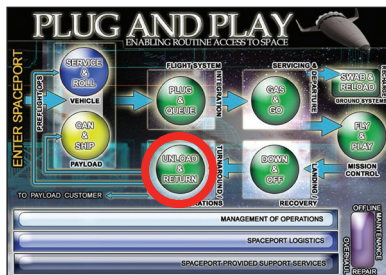 PLUG AND PLAY
ENABLING ROUTINE ACCESS TO SPACE
ENTER SPACEPORT
PREFLIGHT OPS
SERVICE
&
ROLL
VEHICLE
CAN
&
SHIP
PAYLOAD
FLIGHT SYSTEM
INTEGRATION
PLUG
&
QUEUE
SERVICING &
DEPARTURE
GAS
&
GO
SWAB &
RELOAD
RECHARGE
GROUND SYSTEMS
FLY
&
PLAY
MISSION
CONTROL
DOWN
&
OFF
LANDING /
RECOVERY
UNLOAD
&
RETURN
TURNAROUND /
RATIONS
TO PAYLOAD CUSTOMER
MANAGEMENT OF OPERATIONS
SPACEPORT LOGISTICS
SPACEPORT-PROVIDED SUPPORT SERVICES
OFFLINE
MAINTENANCE
OVERHAUL
REPAIR